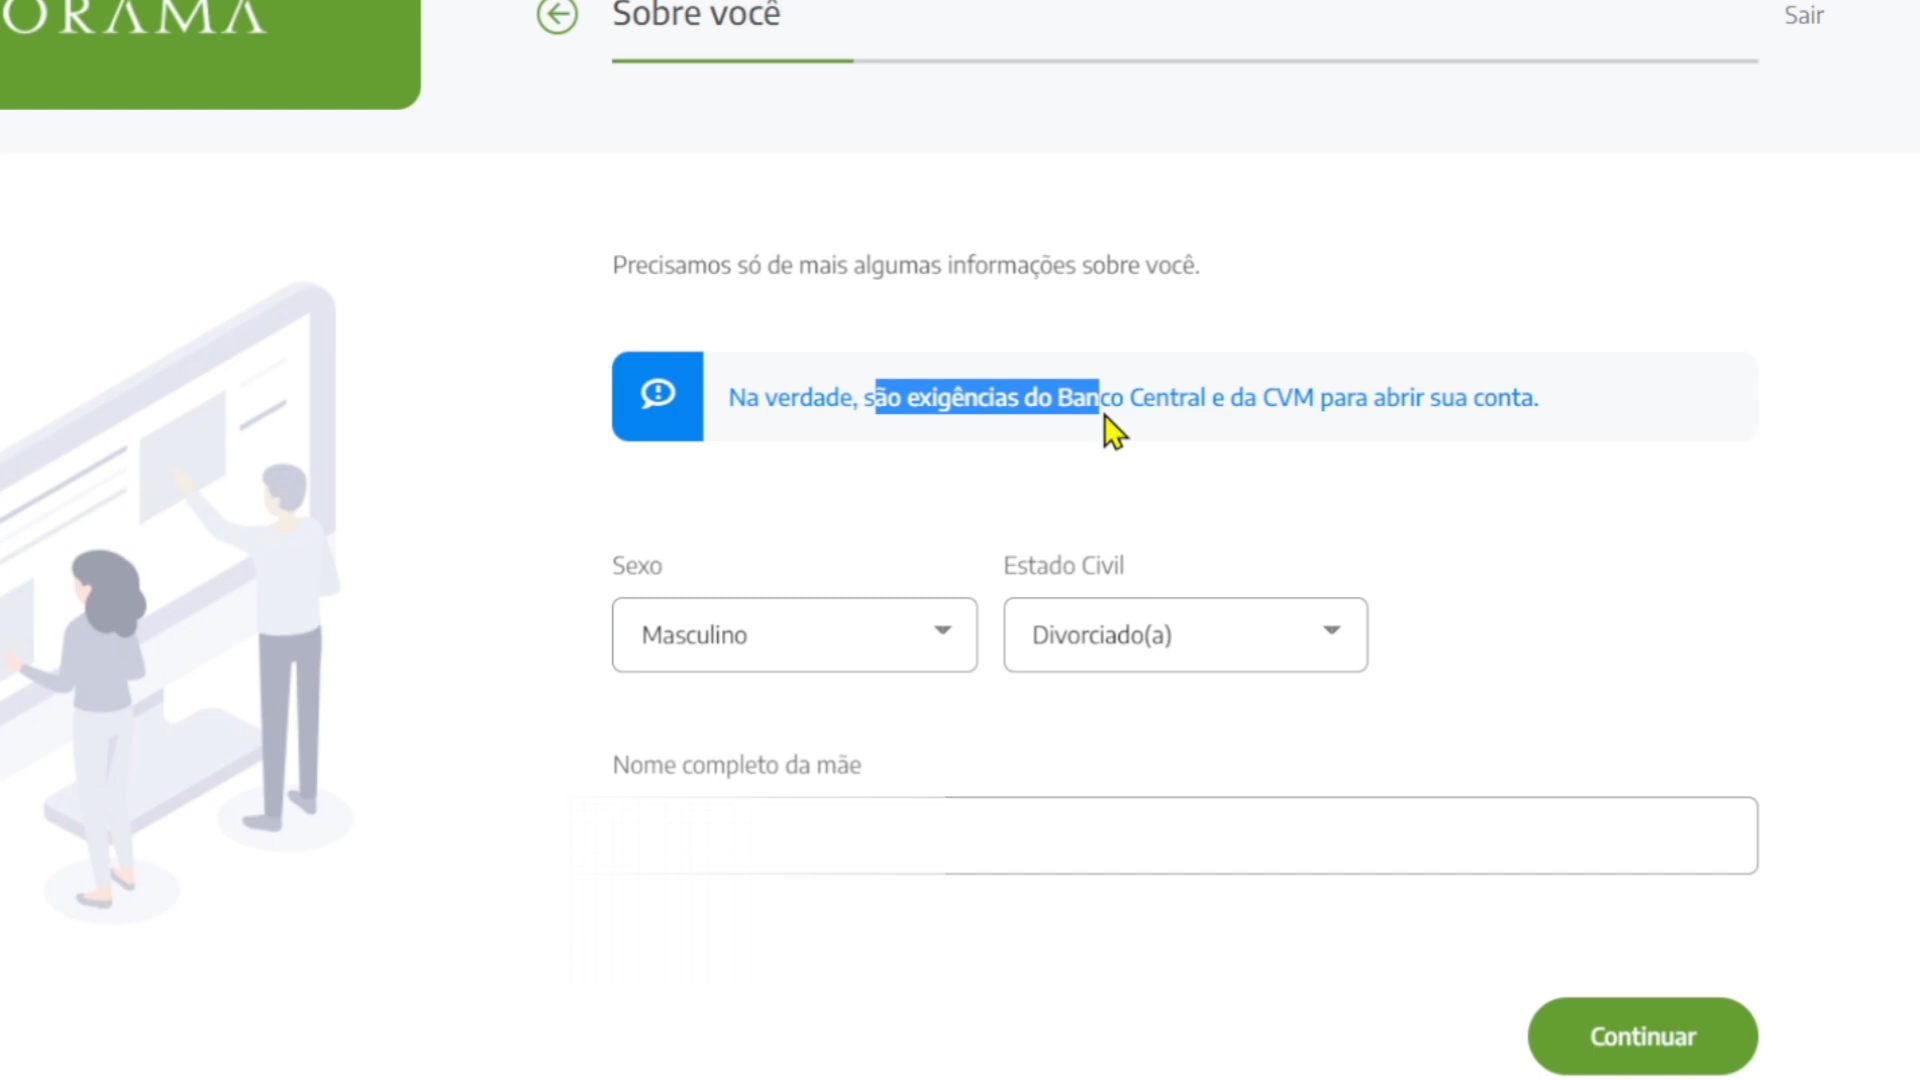 ORAMA
Sobre você
Sair
Precisamos só de mais algumas informações sobre você.
Na verdade, são exigências do Banco Central e da CVM para abrir sua conta.
Sexo
Estado Civil
Masculino
Divorciado(a)
Nome completo da mãe
Continuar